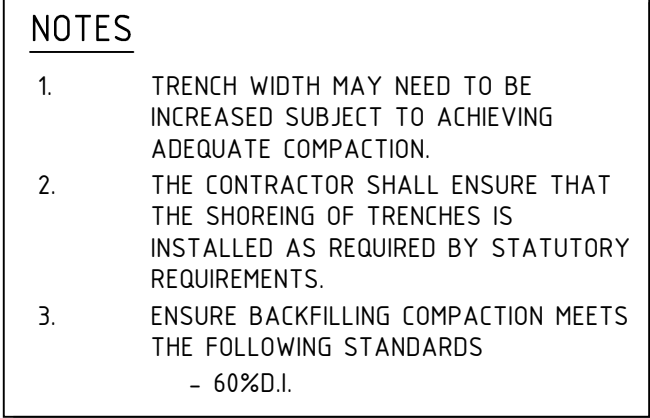 NOTES
1. TRENCH WIDTH MAY NEED TO BE
INCREASED SUBJECT TO ACHIEVING
ADEQUATE COMPACTION.
2. THE CONTRACTOR SHALL ENSURE THAT
THE SHOREING OF TRENCHES IS
INSTALLED AS REQUIRED BY STATUTORY
REQUIREMENTS.
3. ENSURE BACKFILLING COMPACTION MEETS
THE FOLLOWING STANDARDS
- 60%D.I.